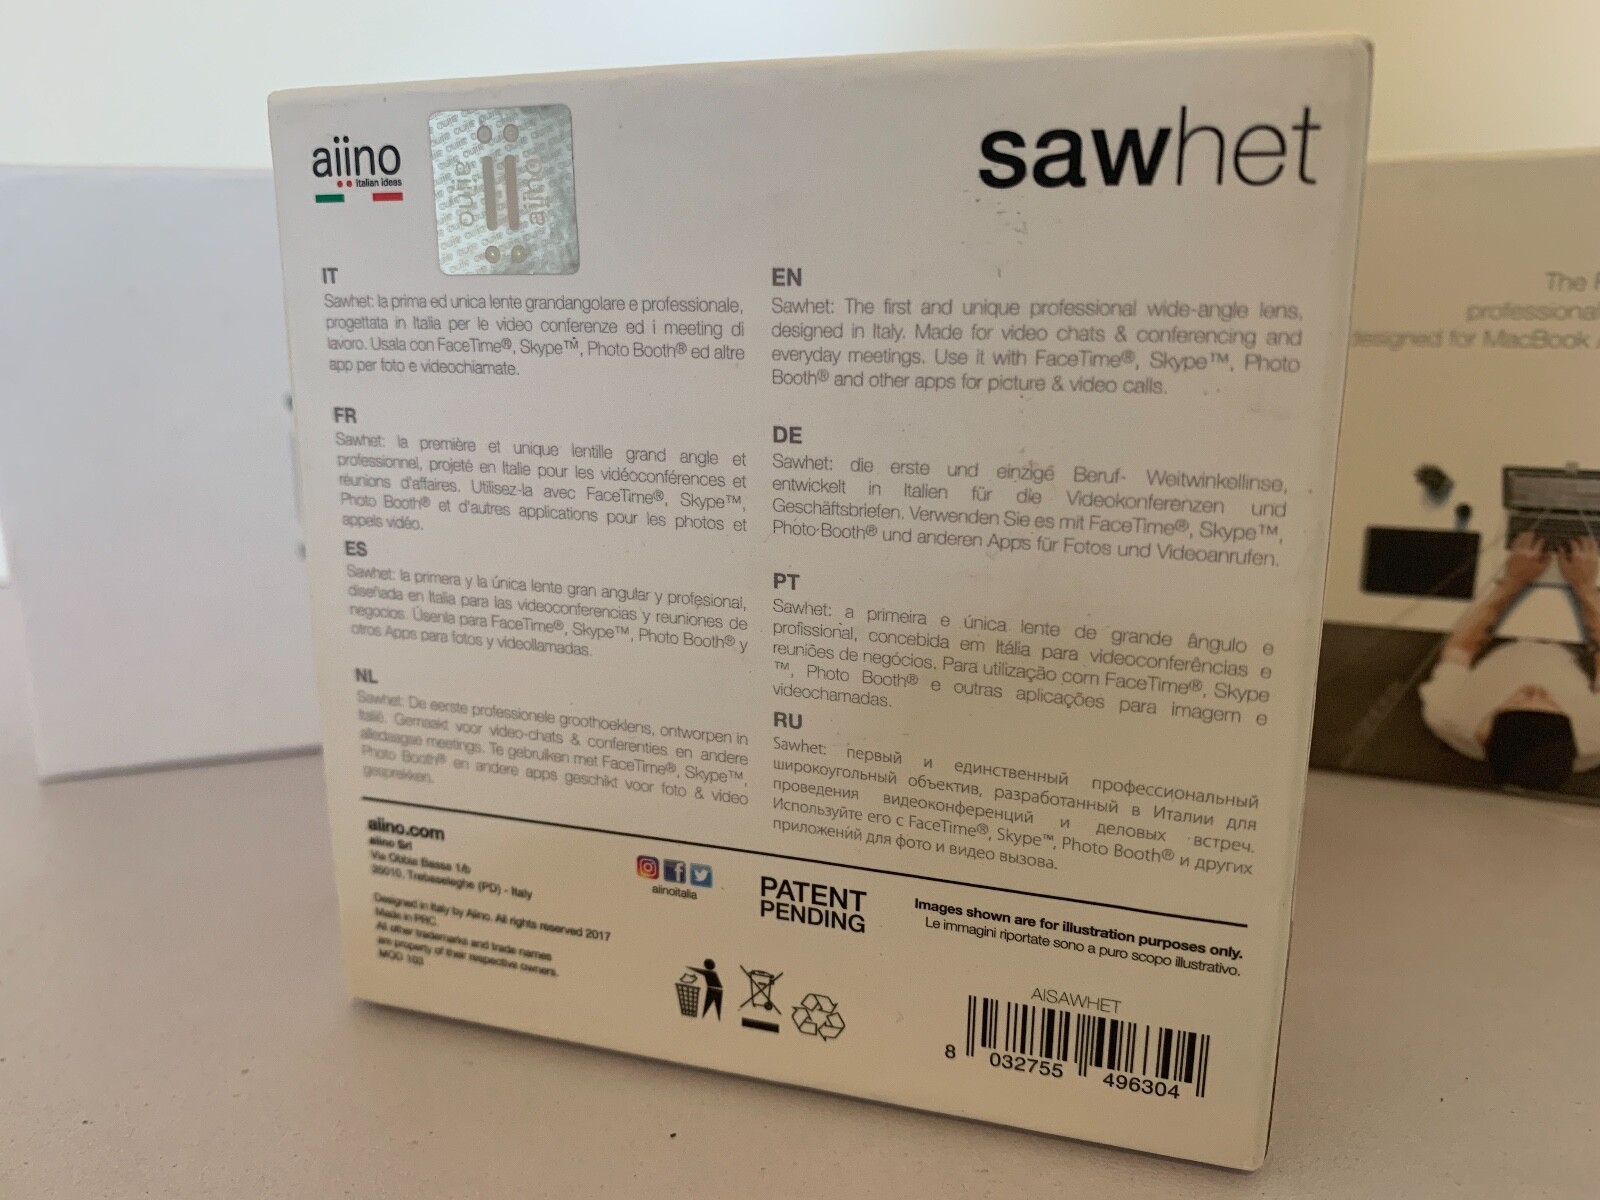 aiino
italian ideas
aiino
aiino
sawhet
IT
Sawhet: la prima ed unica lente grandangolare e professionale,
progettata in Italia per le video conferenze ed i meeting di
lavoro. Usala con FaceTime®, Skype™, Photo Booth® ed altre
app per foto e videochiamate.
EN
Sawhet: The first and unique professional wide-angle lens,
designed in Italy. Made for video chats & conferencing and
everyday meetings. Use it with FaceTime®, Skype™, Photo
Booth® and other apps for picture & video calls.
FR
Sawhet: la première et unique lentille grand angle et
professionnel, projeté en Italie pour les vidéoconférences et
réunions d'affaires. Utilisez-la avec FaceTime®, Skype™,
Photo Booth® et d'autres applications pour les photos et
appels vidéo.
DE
Sawhet: die erste und einzige Beruf- Weitwinkellinse,
entwickelt in Italien für die Videokonferenzen und
Geschäftsbriefen. Verwenden Sie es mit FaceTime®, Skype™,
Photo-Booth® und anderen Apps für Fotos und Videoanrufen.
ES
Sawhet: la primera y la única lente gran angular y profesional,
diseñada en Italia para las videoconferencias y reuniones de
negocios. Úsenla para FaceTime®, Skype™, Photo Booth® y
otros Apps para fotos y videollamadas.
PT
Sawhet: a primeira e única lente de grande ângulo e
profissional, concebida em Itália para videoconferências e
reuniões de negócios. Para utilização com FaceTime®, Skype
™, Photo Booth® e outras aplicações para imagem e
videochamadas.
NL
Sawhet: De eerste professionele groothoeklens, ontworpen in
Italië. Gemaakt voor video-chats & conferenties en andere
alledaagse meetings. Te gebruiken met FaceTime®, Skype™,
Photo Booth® en andere apps geschikt voor foto & video
gesprekken.
RU
Sawhet: первый и единственный профессиональный
широкоугольный объектив, разработанный в Италии для
проведения видеоконференций и деловых встреч.
Используйте его с FaceTime®, Skype™, Photo Booth® и других
приложений для фото и видео вызова.
aiino.com
aiino Srl
Via Olbia Bassa 1/b
35010, Trebaseleghe (PD) - Italy
Designed in Italy by Aiino. All rights reserved 2017
Made in PRC.
All other trademarks and trade names
are property of their respective owners.
MOD 103
aiinoitalia
PATENT
PENDING
Images shown are for illustration purposes only.
Le immagini riportate sono a puro scopo illustrativo.
AISAWHET
8 032755 496304
The
professional
designed for MacBook